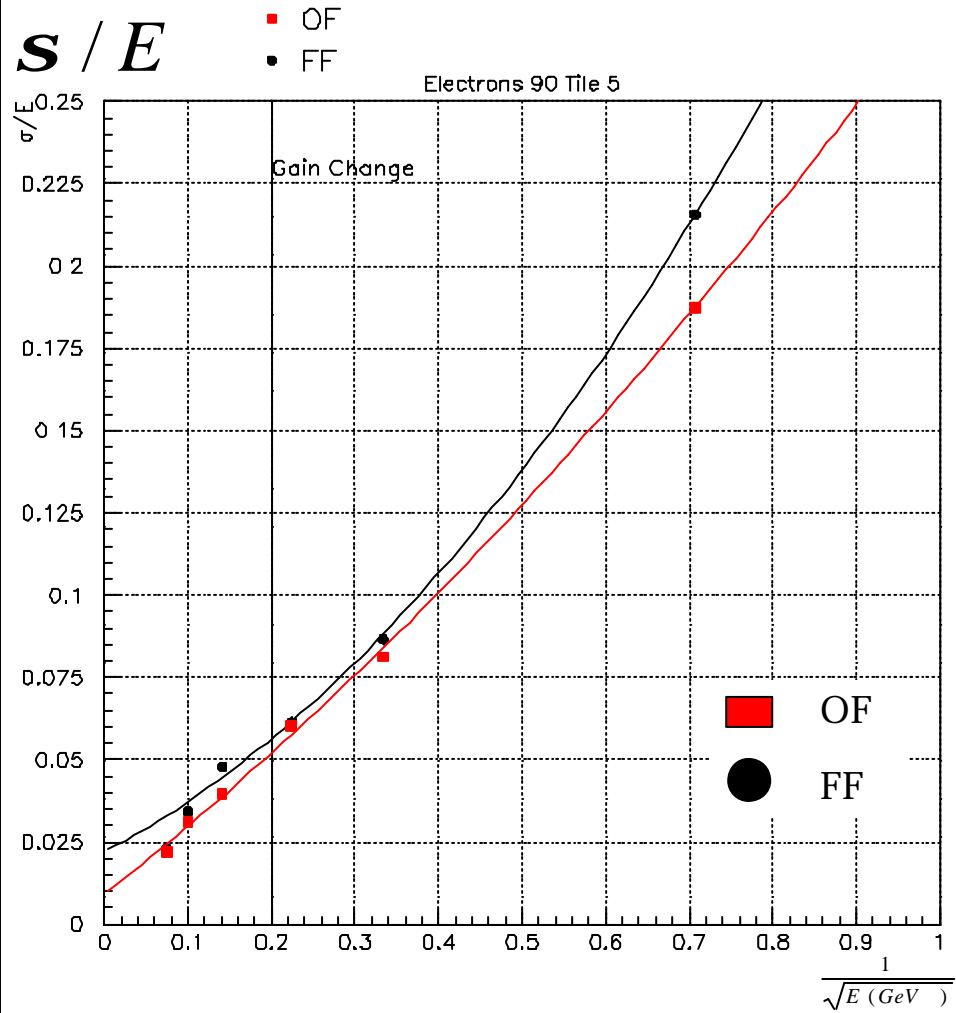 s / E
OF
FF
Electrons 90 Tile 5
σ/E
0.25
Gain Change
0.225
0 2
0.175
0 15
0.125
0.1
0.075
0.05
0.025
0
OF
FF
0 0.1 0.2 0.3 0.4 0.5 0.6 0.7 0.8 0.9 1
1
√E (GeV )